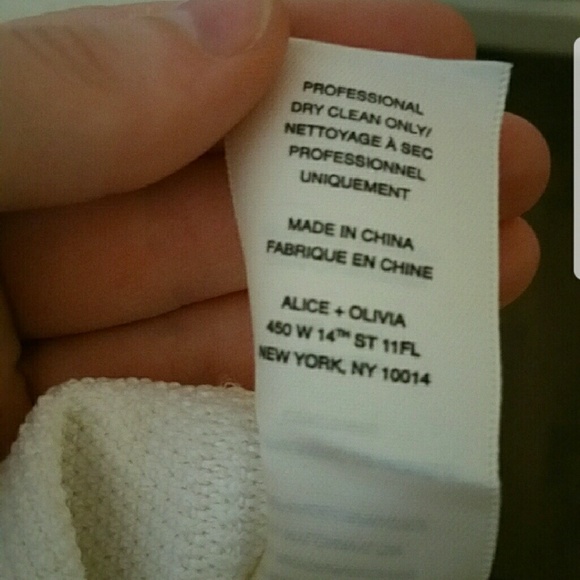 PROFESSIONAL
DRY CLEAN ONLY/
NETTOYAGE À SEC
PROFESSIONNEL
UNIQUEMENT
MADE IN CHINA
FABRIQUE EN CHINE
ALICE + OLIVIA
450 W 14TH ST 11FL
NEW YORK, NY 10014